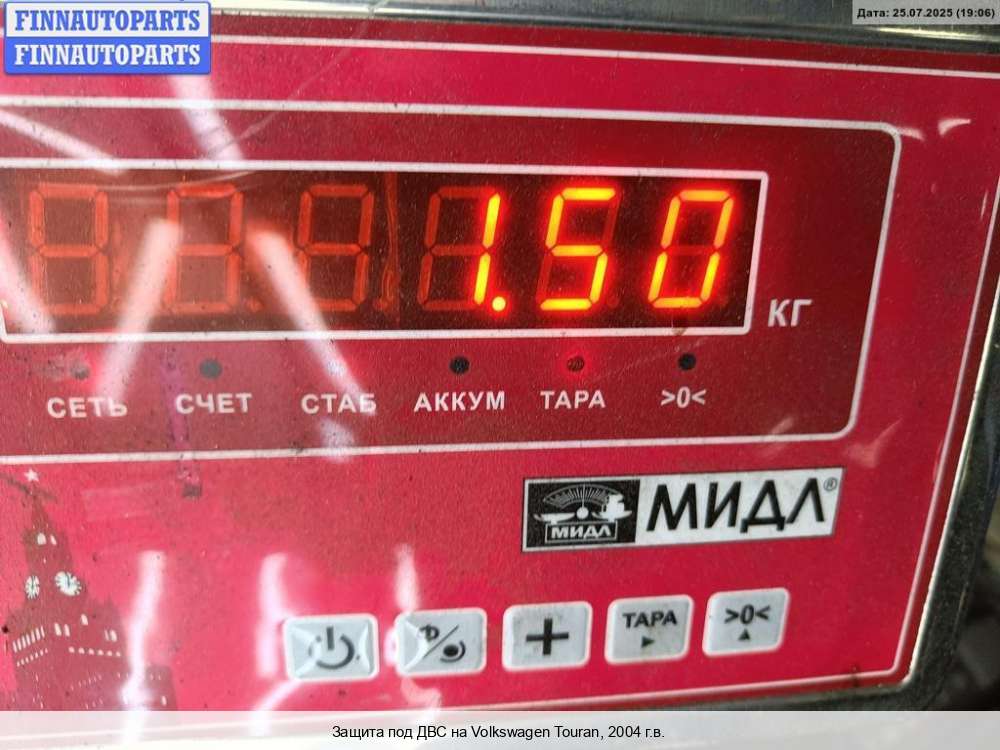 FINNAUTOPARTS
FINNAUTOPARTS
Дата: 25.07.2025 (19:06)
1.50
КГ
СЕТЬ СЧЕТ СТАБ АККУМ ТАРА >0<
МИДЛ МИДЛ®
ТАРА >0<
Защита под ДВС на Volkswagen Touran, 2004 г.в.